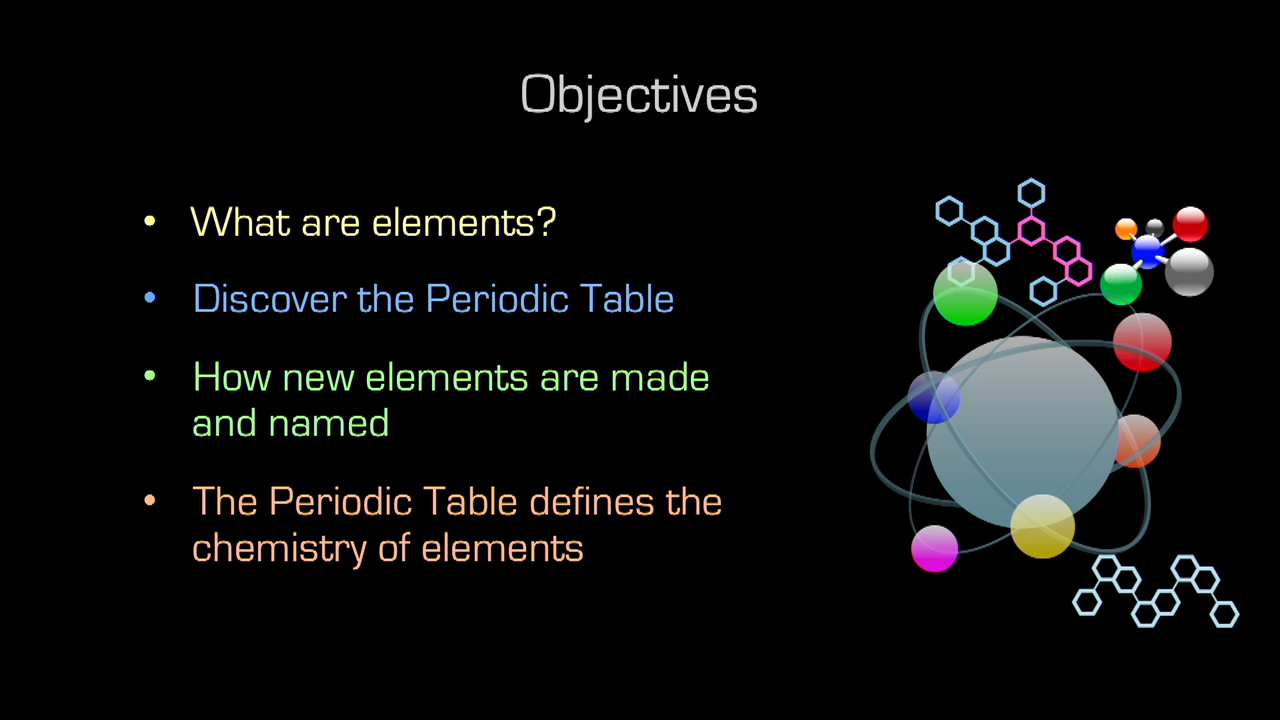 Objectives
• What are elements?
• Discover the Periodic Table
• How new elements are made
and named
• The Periodic Table defines the
chemistry of elements